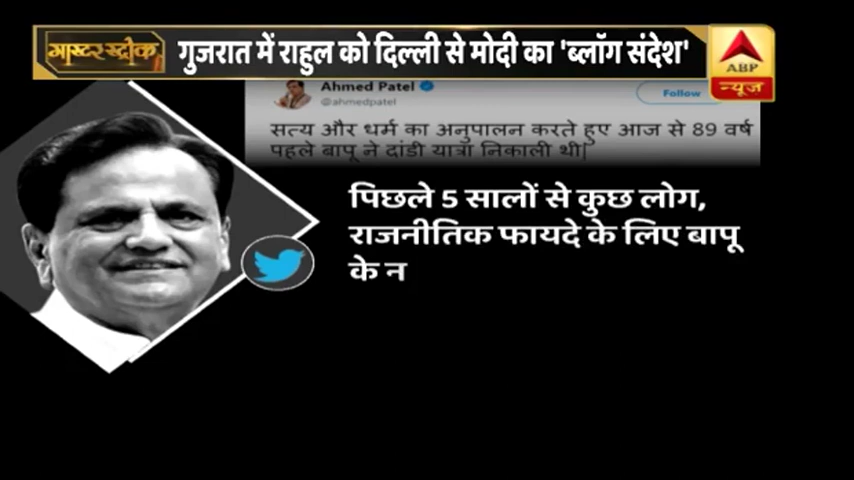 मास्टरस्ट्रोक
गुजरात में राहुल को दिल्ली से मोदी का 'ब्लॉग संदेश'
ABP
न्यूज़
Ahmed Patel
@ahmedpatel
Follow
सत्य और धर्म का अनुपालन करते हुए आज से 89 वर्ष
पहले बापू ने दांडी यात्रा निकाली थी
पिछले 5 सालों से कुछ लोग,
राजनीतिक फायदे के लिए बापू
के न